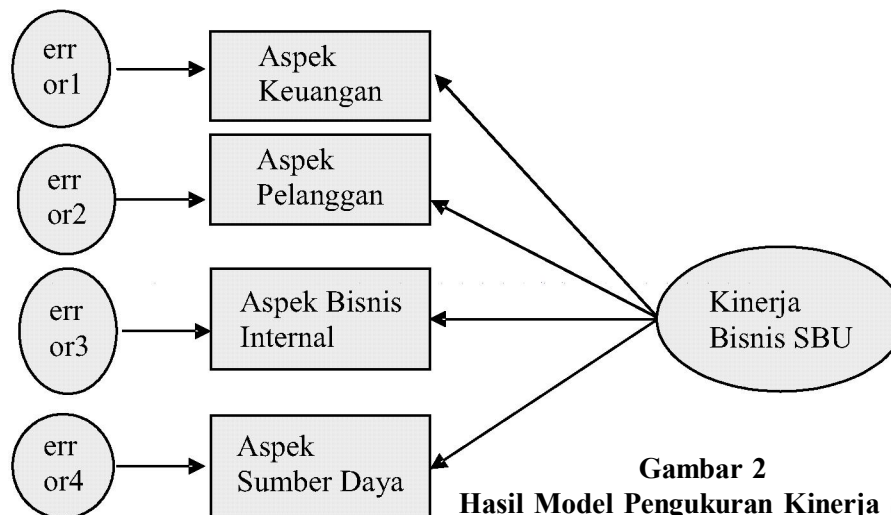 err
or1
Aspek
Keuangan
err
or2
Aspek
Pelanggan
err
or3
Aspek Bisnis
Internal
Kinerja
Bisnis SBU
err
or4
Aspek
Sumber Daya
Gambar 2
Hasil Model Pengukuran Kinerja